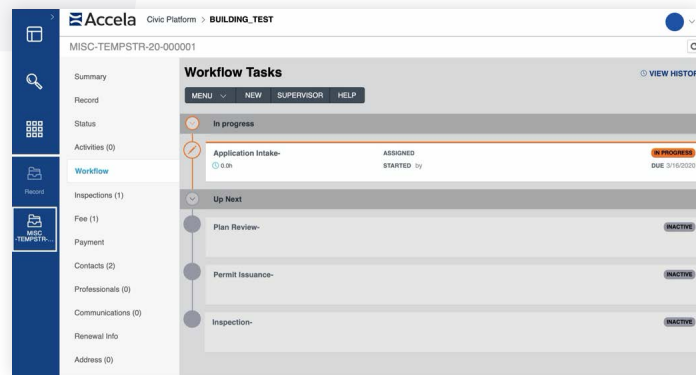 Accela Civic Platform > BUILDING_TEST
MISC-TEMPSTR-20-000001
Record
MISC
-TEMPSTR-...
Summary
Record
Status
Activities (0)
Workflow
Inspections (1)
Fee (1)
Payment
Contacts (2)
Professionals (0)
Communications (0)
Renewal Info
Address (0)
Workflow Tasks
VIEW HISTOR
MENU NEW SUPERVISOR HELP
In progress
Application Intake- ASSIGNED IN PROGRESS
0.0h STARTED by DUE 3/16/2020
Up Next
Plan Review- INACTIVE
Permit Issuance- INACTIVE
Inspection- INACTIVE